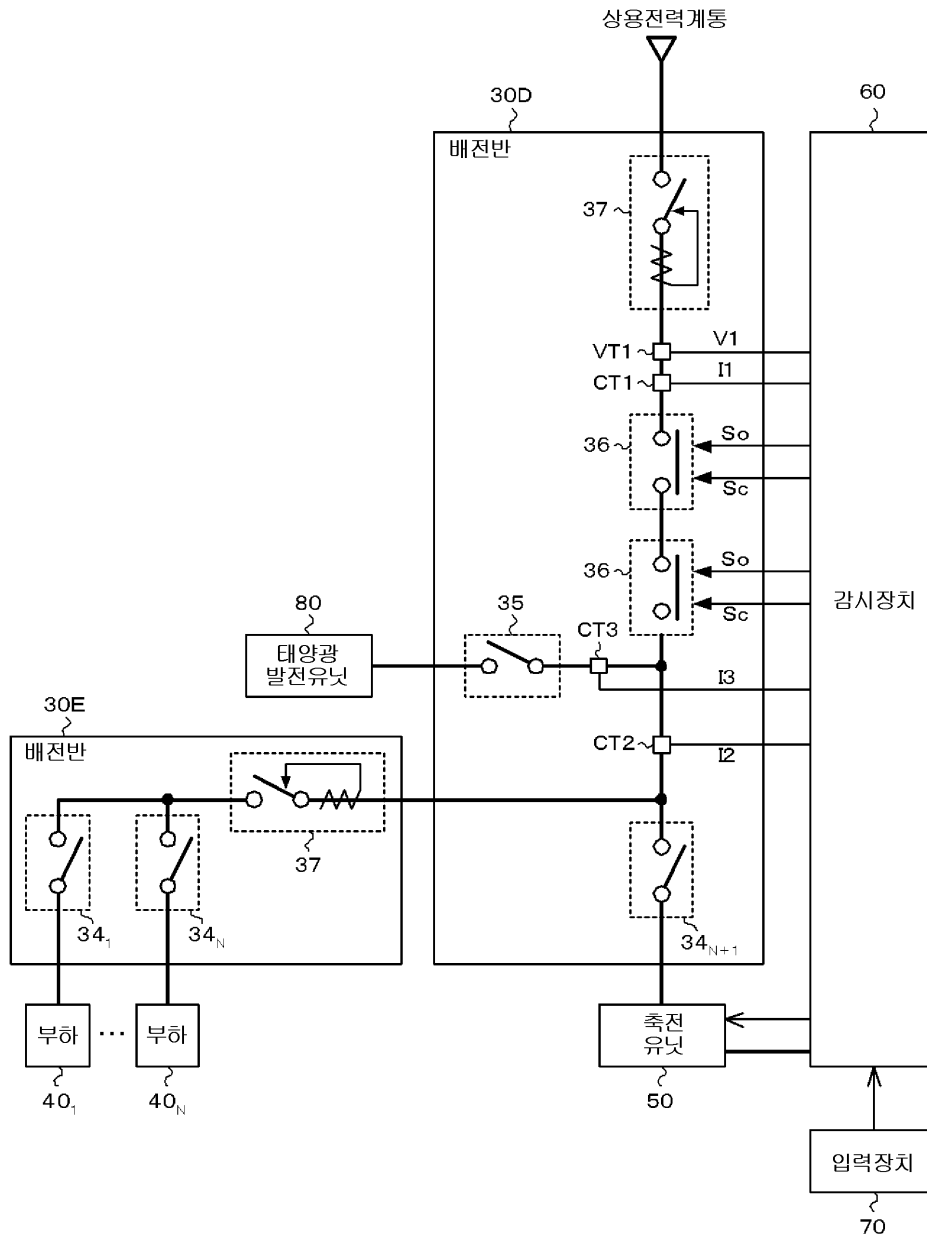 상용전력계통
30D
60
배전반
37
VT1
V1
CT1
I1
36
So
Sc
36
So
Sc
감시장치
80
35
CT3
태양광
발전유닛
I3
30E
배전반
CT2
I2
37
34₁
34N
34N+1
부하
···
부하
축전
유닛
40₁
40N
50
입력장치
70